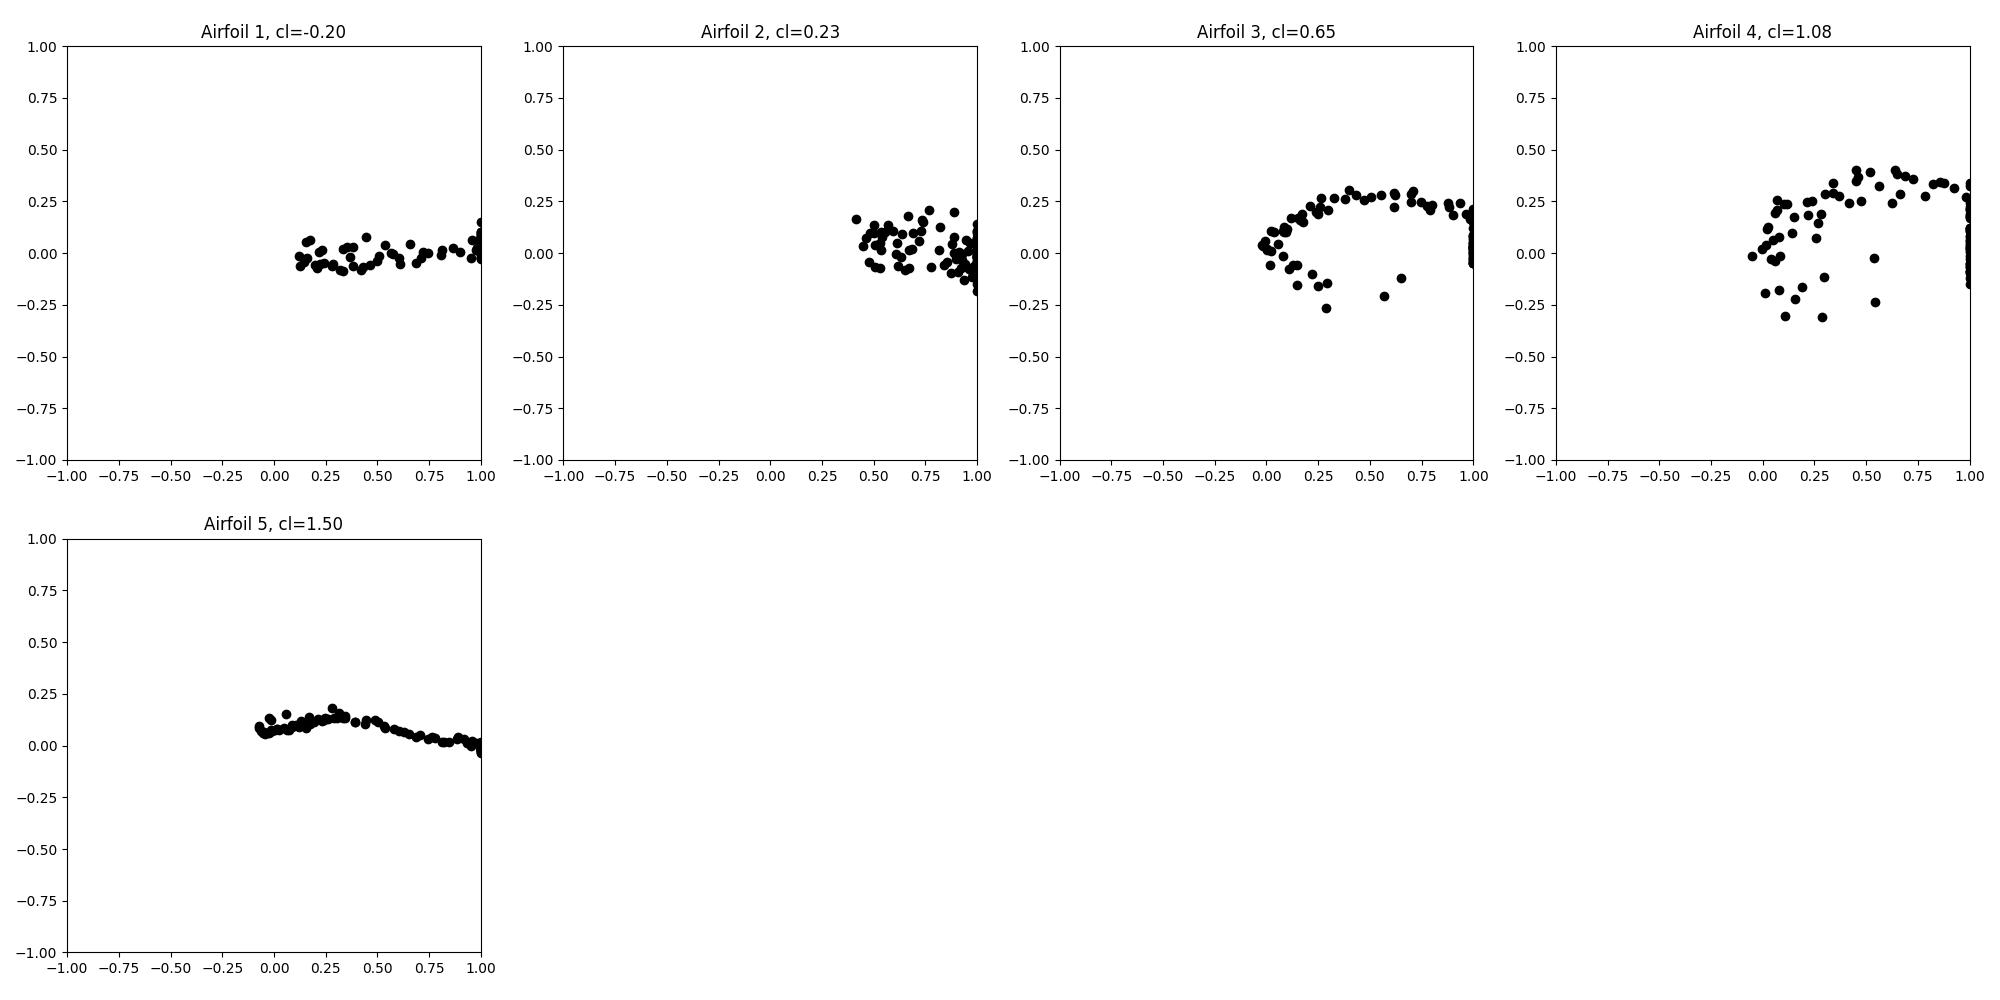 Airfoil 1, cl=-0.20
Airfoil 2, cl=0.23
Airfoil 3, cl=0.65
Airfoil 4, cl=1.08
1.00 1.00 1.00 1.00
0.75 0.75 0.75 0.75
0.50 0.50 0.50 0.50
0.25 0.25 0.25 0.25
0.00 0.00 0.00 0.00
−0.25 −0.25 −0.25 −0.25
−0.50 −0.50 −0.50 −0.50
−0.75 −0.75 −0.75 −0.75
−1.00 −1.00 −1.00 −1.00
−1.00 −0.75 −0.50 −0.25 0.00 0.25 0.50 0.75 1.00
−1.00 −0.75 −0.50 −0.25 0.00 0.25 0.50 0.75 1.00
−1.00 −0.75 −0.50 −0.25 0.00 0.25 0.50 0.75 1.00
−1.00 −0.75 −0.50 −0.25 0.00 0.25 0.50 0.75 1.00
Airfoil 5, cl=1.50
1.00
0.75
0.50
0.25
0.00
−0.25
−0.50
−0.75
−1.00
−1.00 −0.75 −0.50 −0.25 0.00 0.25 0.50 0.75 1.00